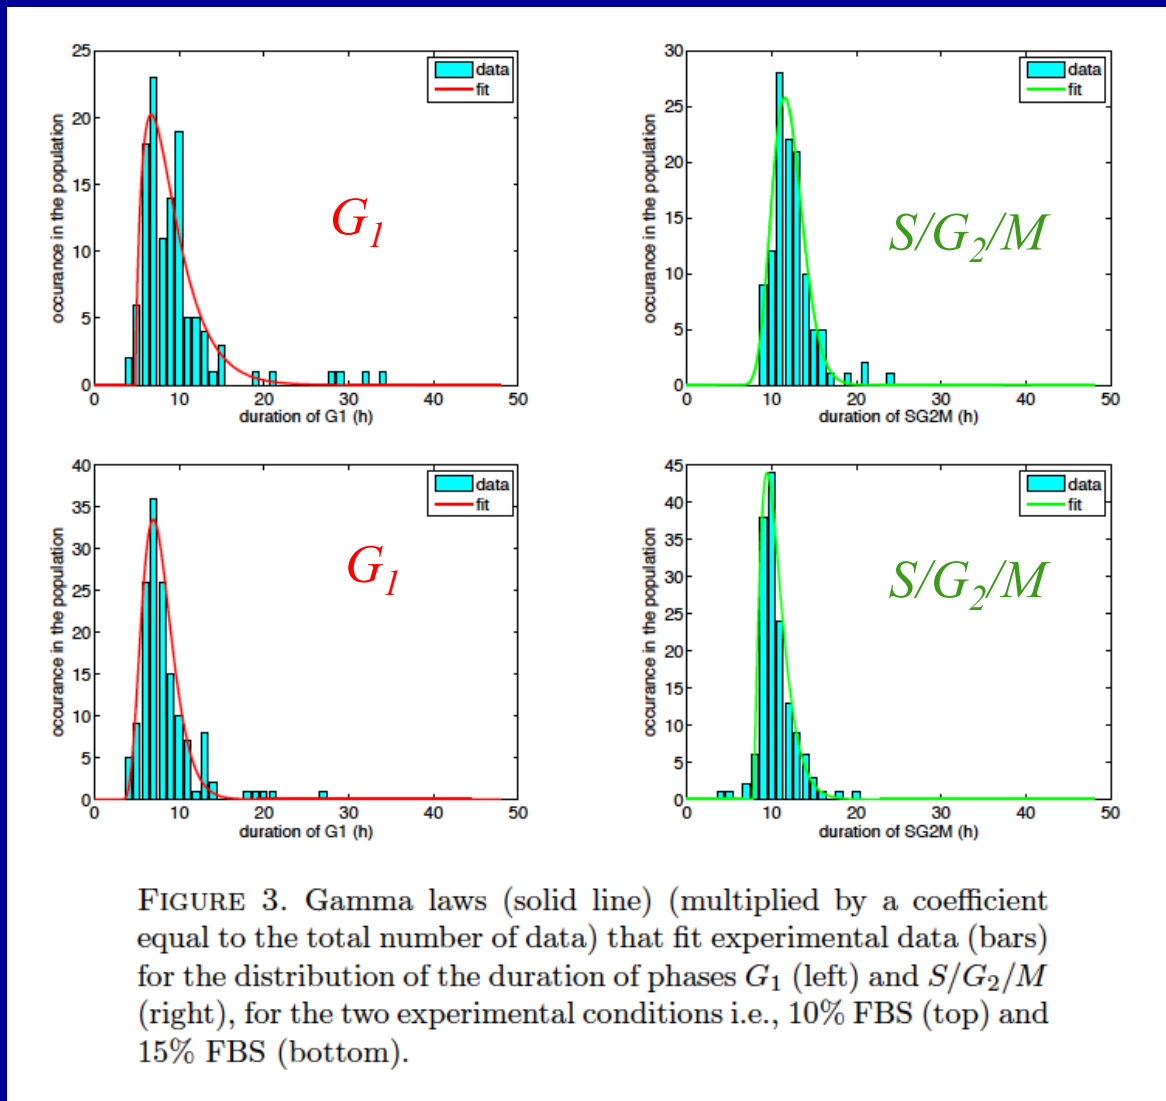 25
20
15
10
5
0
occurance in the population
data
fit
G1
0 10 20 30 40 50
duration of G1 (h)
30
25
20
15
10
5
0
occurance in the population
data
fit
S/G2/M
0 10 20 30 40 50
duration of SG2M (h)
40
35
30
25
20
15
10
5
0
occurance in the population
data
fit
G1
0 10 20 30 40 50
duration of G1 (h)
45
40
35
30
25
20
15
10
5
0
occurance in the population
data
fit
S/G2/M
0 10 20 30 40 50
duration of SG2M (h)
FIGURE 3. Gamma laws (solid line) (multiplied by a coefficient
equal to the total number of data) that fit experimental data (bars)
for the distribution of the duration of phases G1 (left) and S/G2/M
(right), for the two experimental conditions i.e., 10% FBS (top) and
15% FBS (bottom).